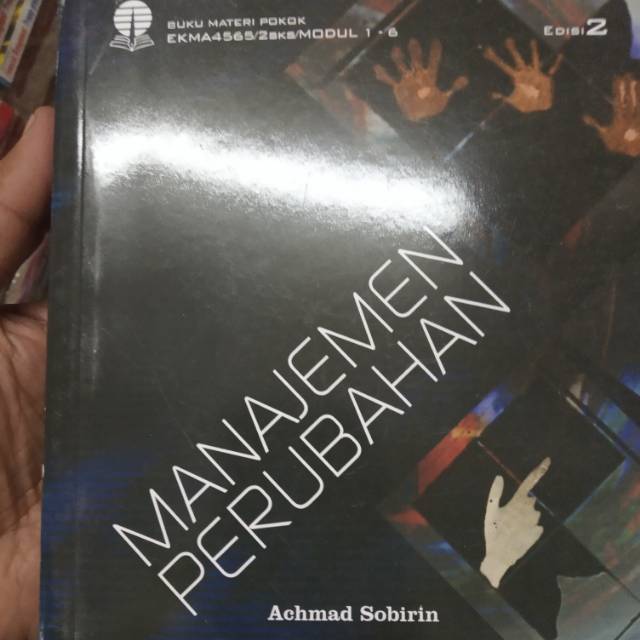 BUKU MATERI POKOK
EKMA4565/2SKS/MODUL 1 - 6
EDISI 2
MANAJEMEN
PERUBAHAN
Achmad Sobirin